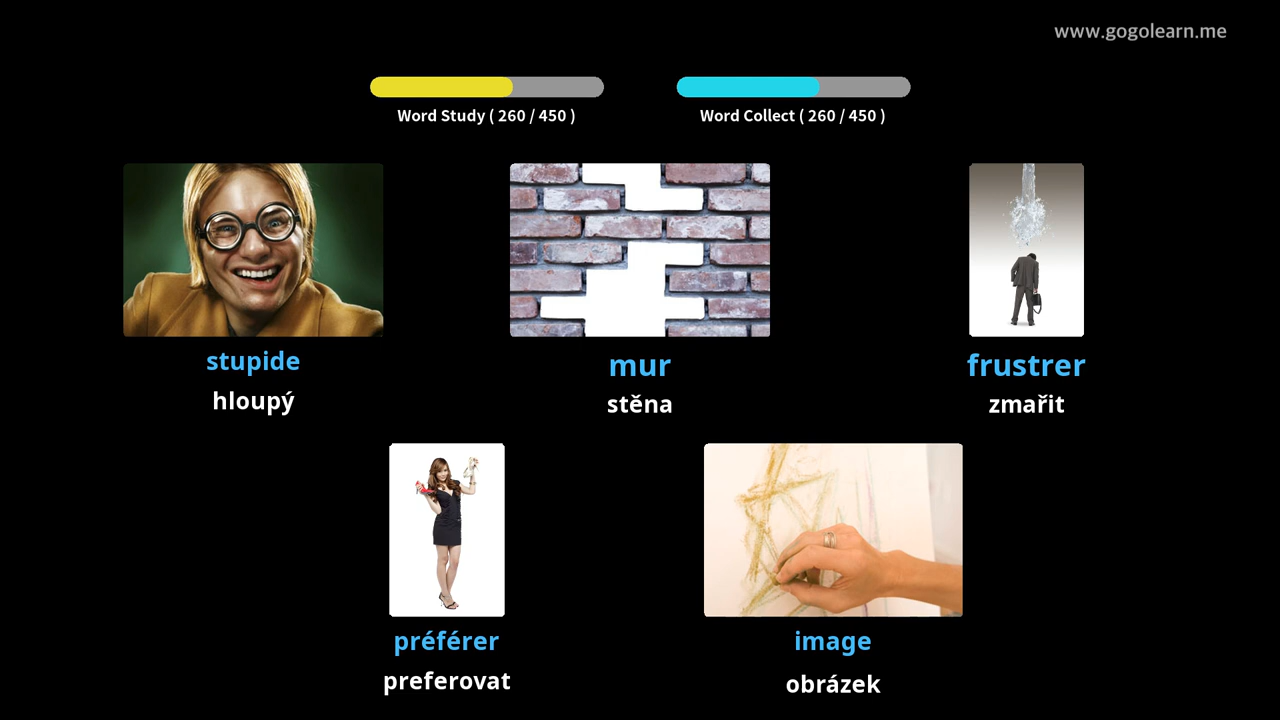 www.gogolearn.me
Word Study ( 260 / 450 )
Word Collect ( 260 / 450 )
stupide
hloupý
mur
stěna
frustrer
zmařit
préférer
preferovat
image
obrázek